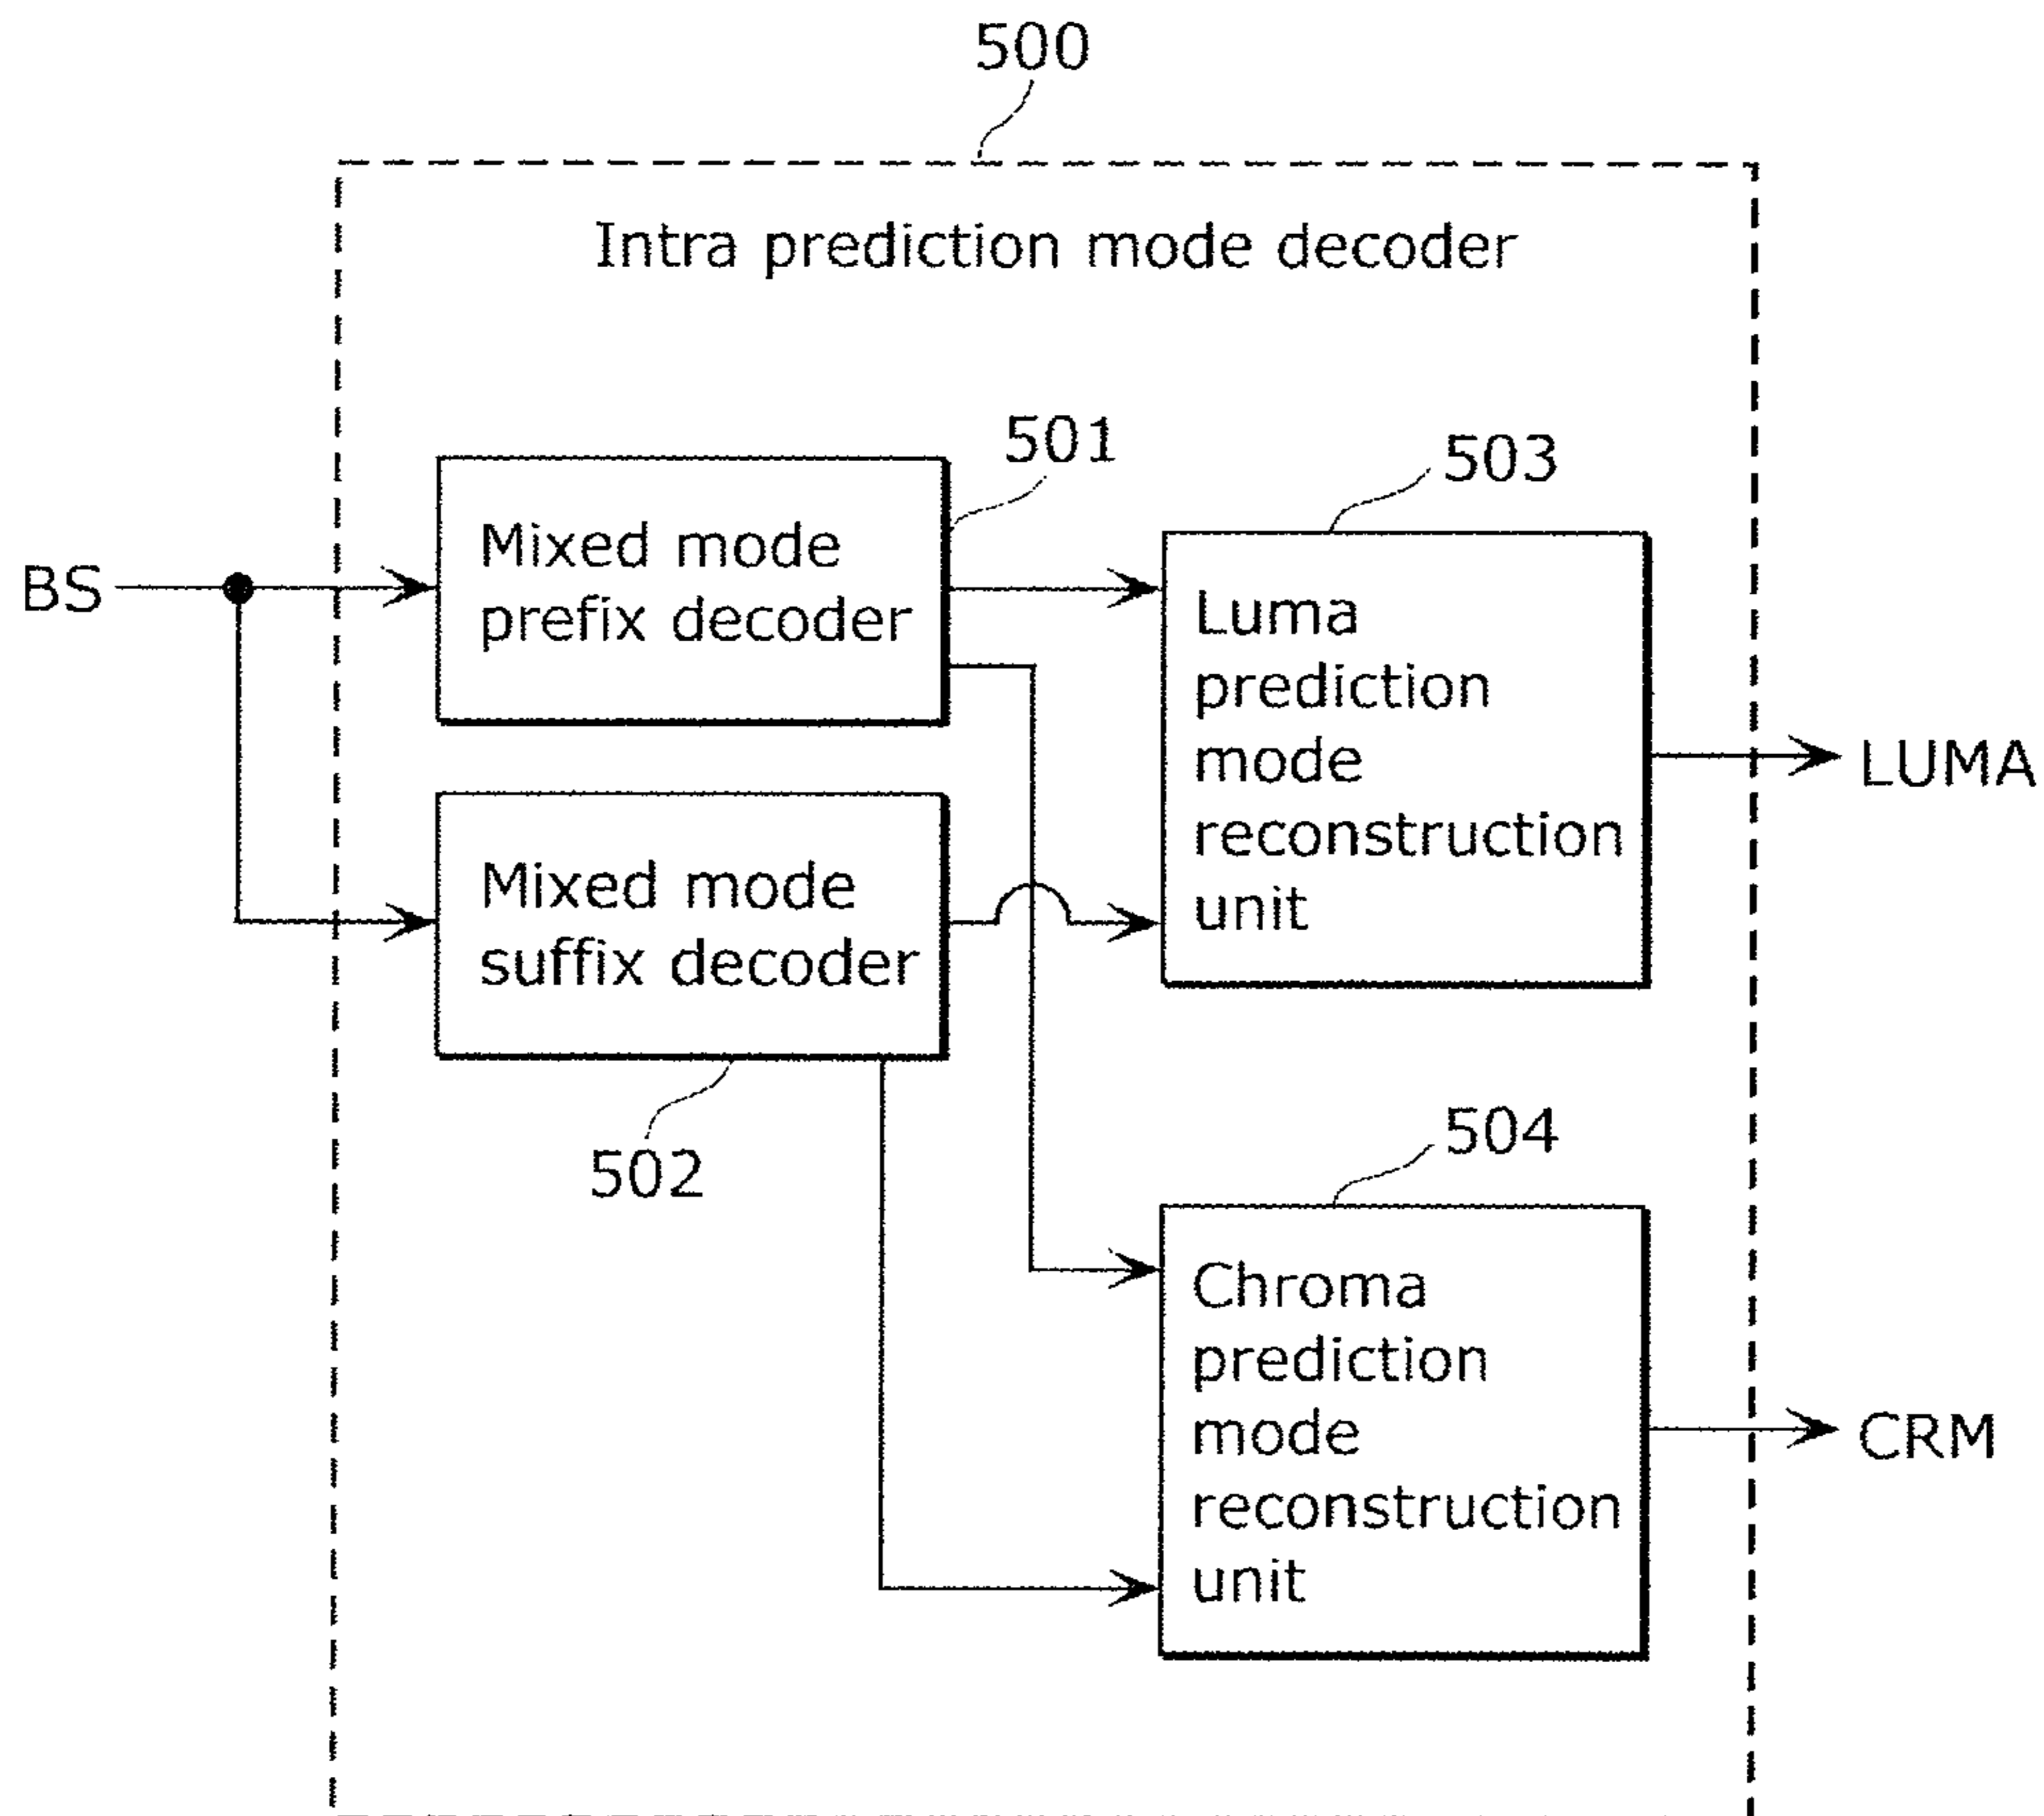 500
Intra prediction mode decoder
501
503
BS
Mixed mode
prefix decoder
Luma
prediction
mode
reconstruction
unit
LUMA
Mixed mode
suffix decoder
502
504
Chroma
prediction
mode
reconstruction
unit
CRM